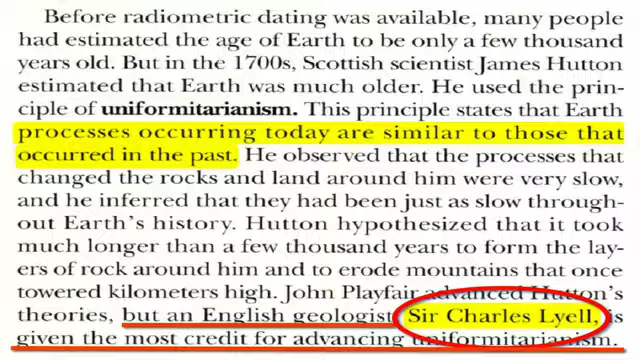 Before radiometric dating was available, many people
had estimated the age of Earth to be only a few thousand
years old. But in the 1700s, Scottish scientist James Hutton
estimated that Earth was much older. He used the prin-
ciple of uniformitarianism. This principle states that Earth
processes occurring today are similar to those that
occurred in the past. He observed that the processes that
changed the rocks and land around him were very slow,
and he inferred that they had been just as slow through-
out Earth's history. Hutton hypothesized that it took
much longer than a few thousand years to form the lay-
ers of rock around him and to erode mountains that once
towered kilometers high. John Playfair advanced Hutton's
theories, but an English geologist, Sir Charles Lyell, is
given the most credit for advancing uniformitarianism.